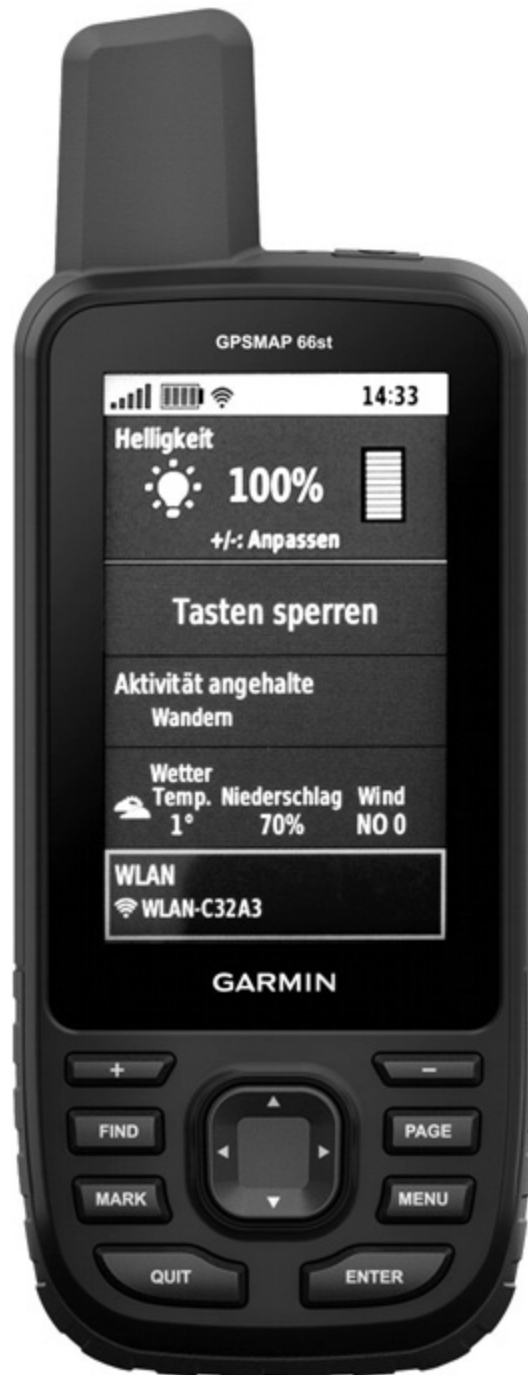 GPSMAP 66st
14:33
Helligkeit
100%
+/-: Anpassen
Tasten sperren
Aktivität angehalte
Wandern
Wetter
Temp. Niederschlag Wind
1° 70% NO 0
WLAN
WLAN-C32A3
GARMIN
+ −
FIND PAGE
MARK MENU
QUIT ENTER